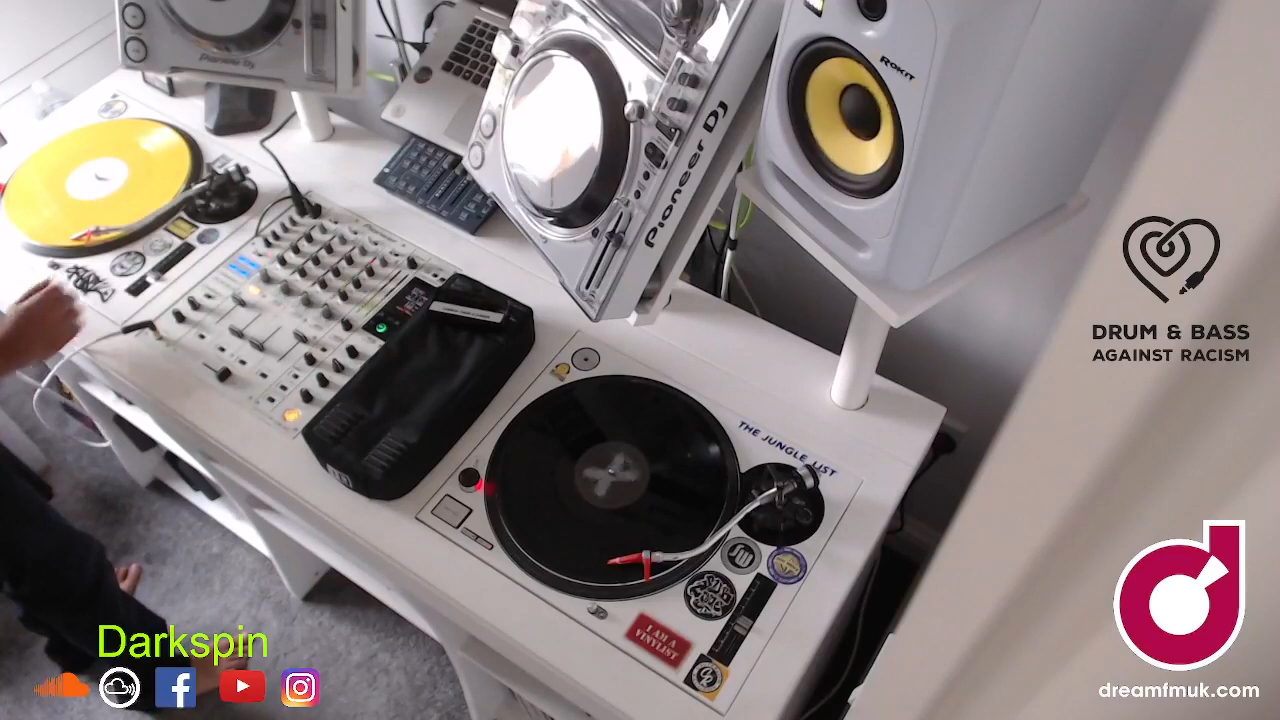 Pioneer DJ
Pioneer DJ
ROKIT
DRUM & BASS
AGAINST RACISM
THE JUNGLE LIST
I AM A
VINYLIST
Darkspin
dreamfmuk.com